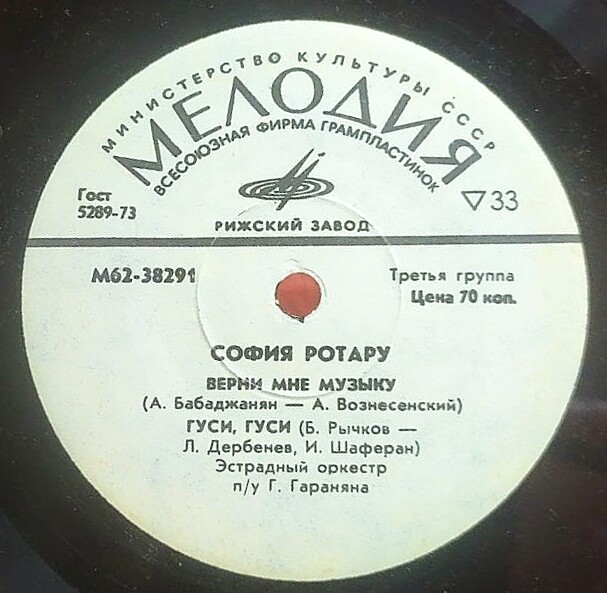 МИНИСТЕРСТВО КУЛЬТУРЫ СССР
МЕЛОДИЯ
ВСЕСОЮЗНАЯ ФИРМА ГРАМПЛАСТИНОК
Гост
5289-73
33
РИЖСКИЙ ЗАВОД
М62-38291
Третья группа
Цена 70 коп.
СОФИЯ РОТАРУ
ВЕРНИ МНЕ МУЗЫКУ
(А. Бабаджанян — А. Вознесенский)
ГУСИ, ГУСИ (Б. Рычков —
Л. Дербенев, И. Шаферан)
Эстрадный оркестр
п/у Г. Гараняна